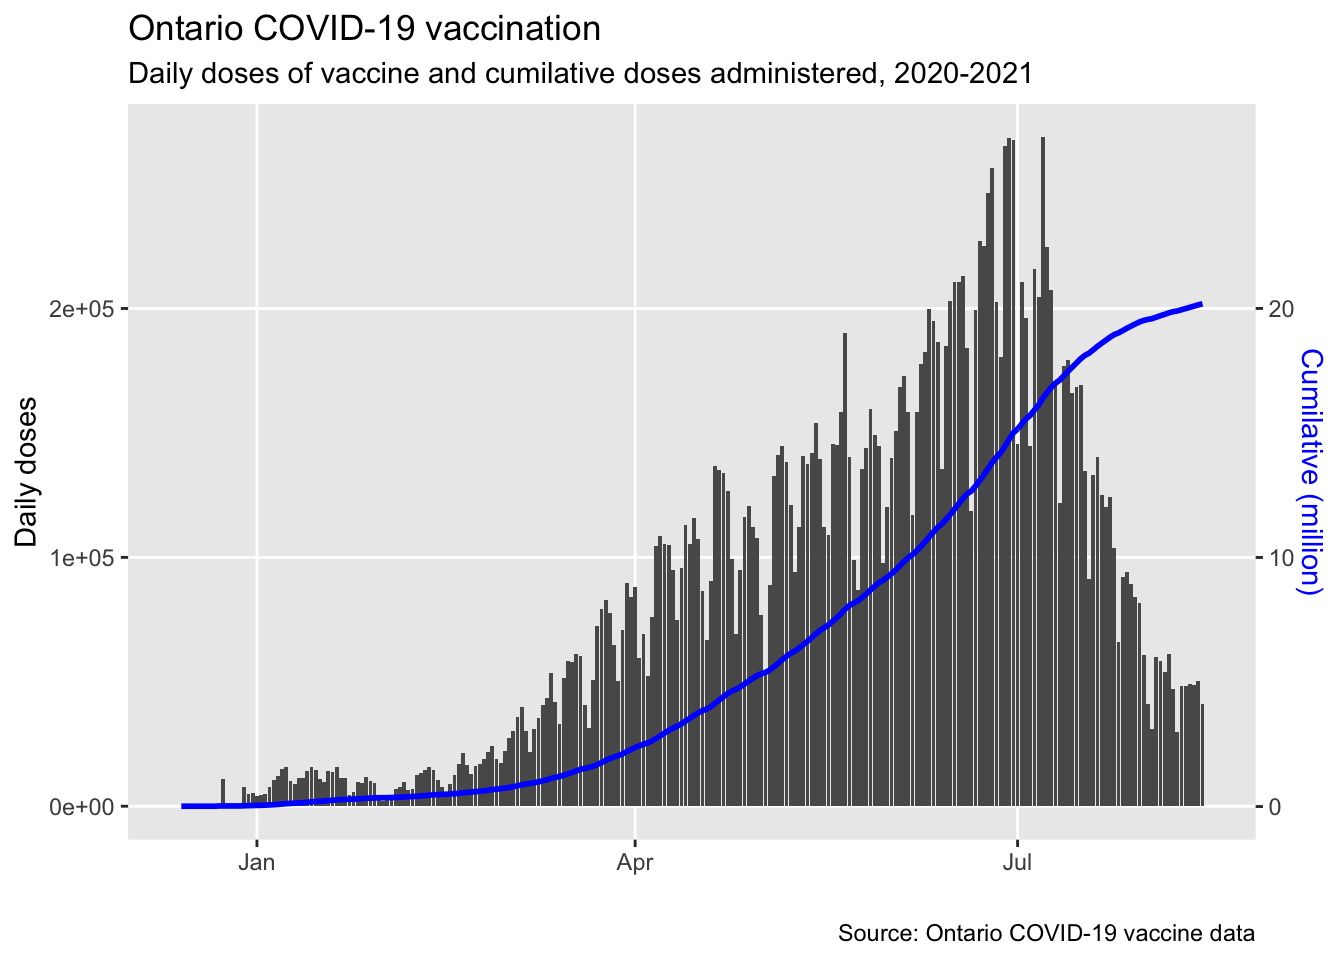 Ontario COVID-19 vaccination
Daily doses of vaccine and cumilative doses administered, 2020-2021
Daily doses
2e+05
1e+05
0e+00
20
10
0
Cumilative (million)
Jan
Apr
Jul
Source: Ontario COVID-19 vaccine data